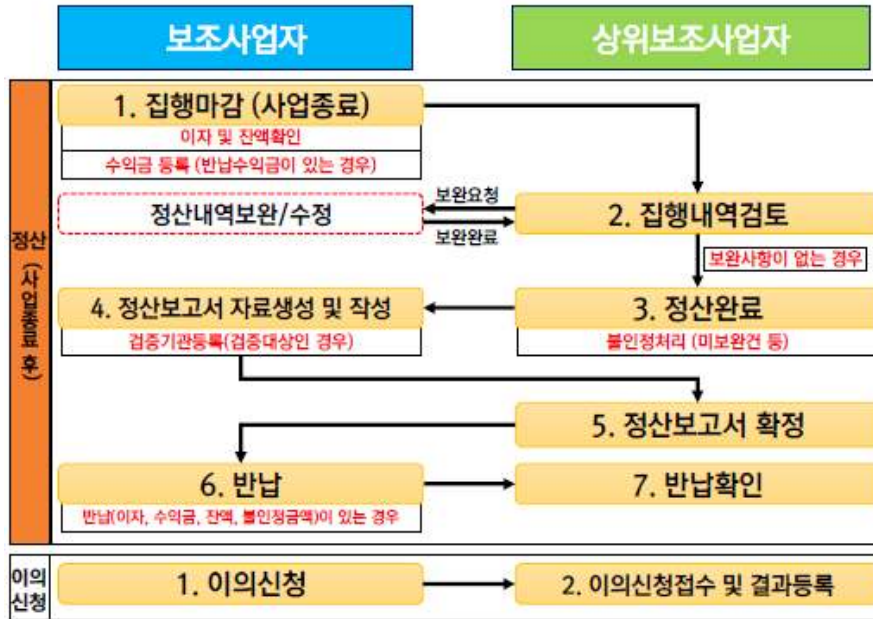 보조사업자
상위보조사업자
정산 (사업종료 후)
1. 집행마감 (사업종료)
이자 및 잔액확인
수익금 등록 (반납수익금이 있는 경우)
정산내역보완/수정
보완요청
보완완료
2. 집행내역검토
보완사항이 없는 경우
4. 정산보고서 자료생성 및 작성
검증기관등록(검증대상인 경우)
3. 정산완료
불인정처리 (미보완건 등)
5. 정산보고서 확정
6. 반납
반납(이자, 수익금, 잔액, 불인정금액)이 있는 경우
7. 반납확인
이의
신청
1. 이의신청
2. 이의신청접수 및 결과등록